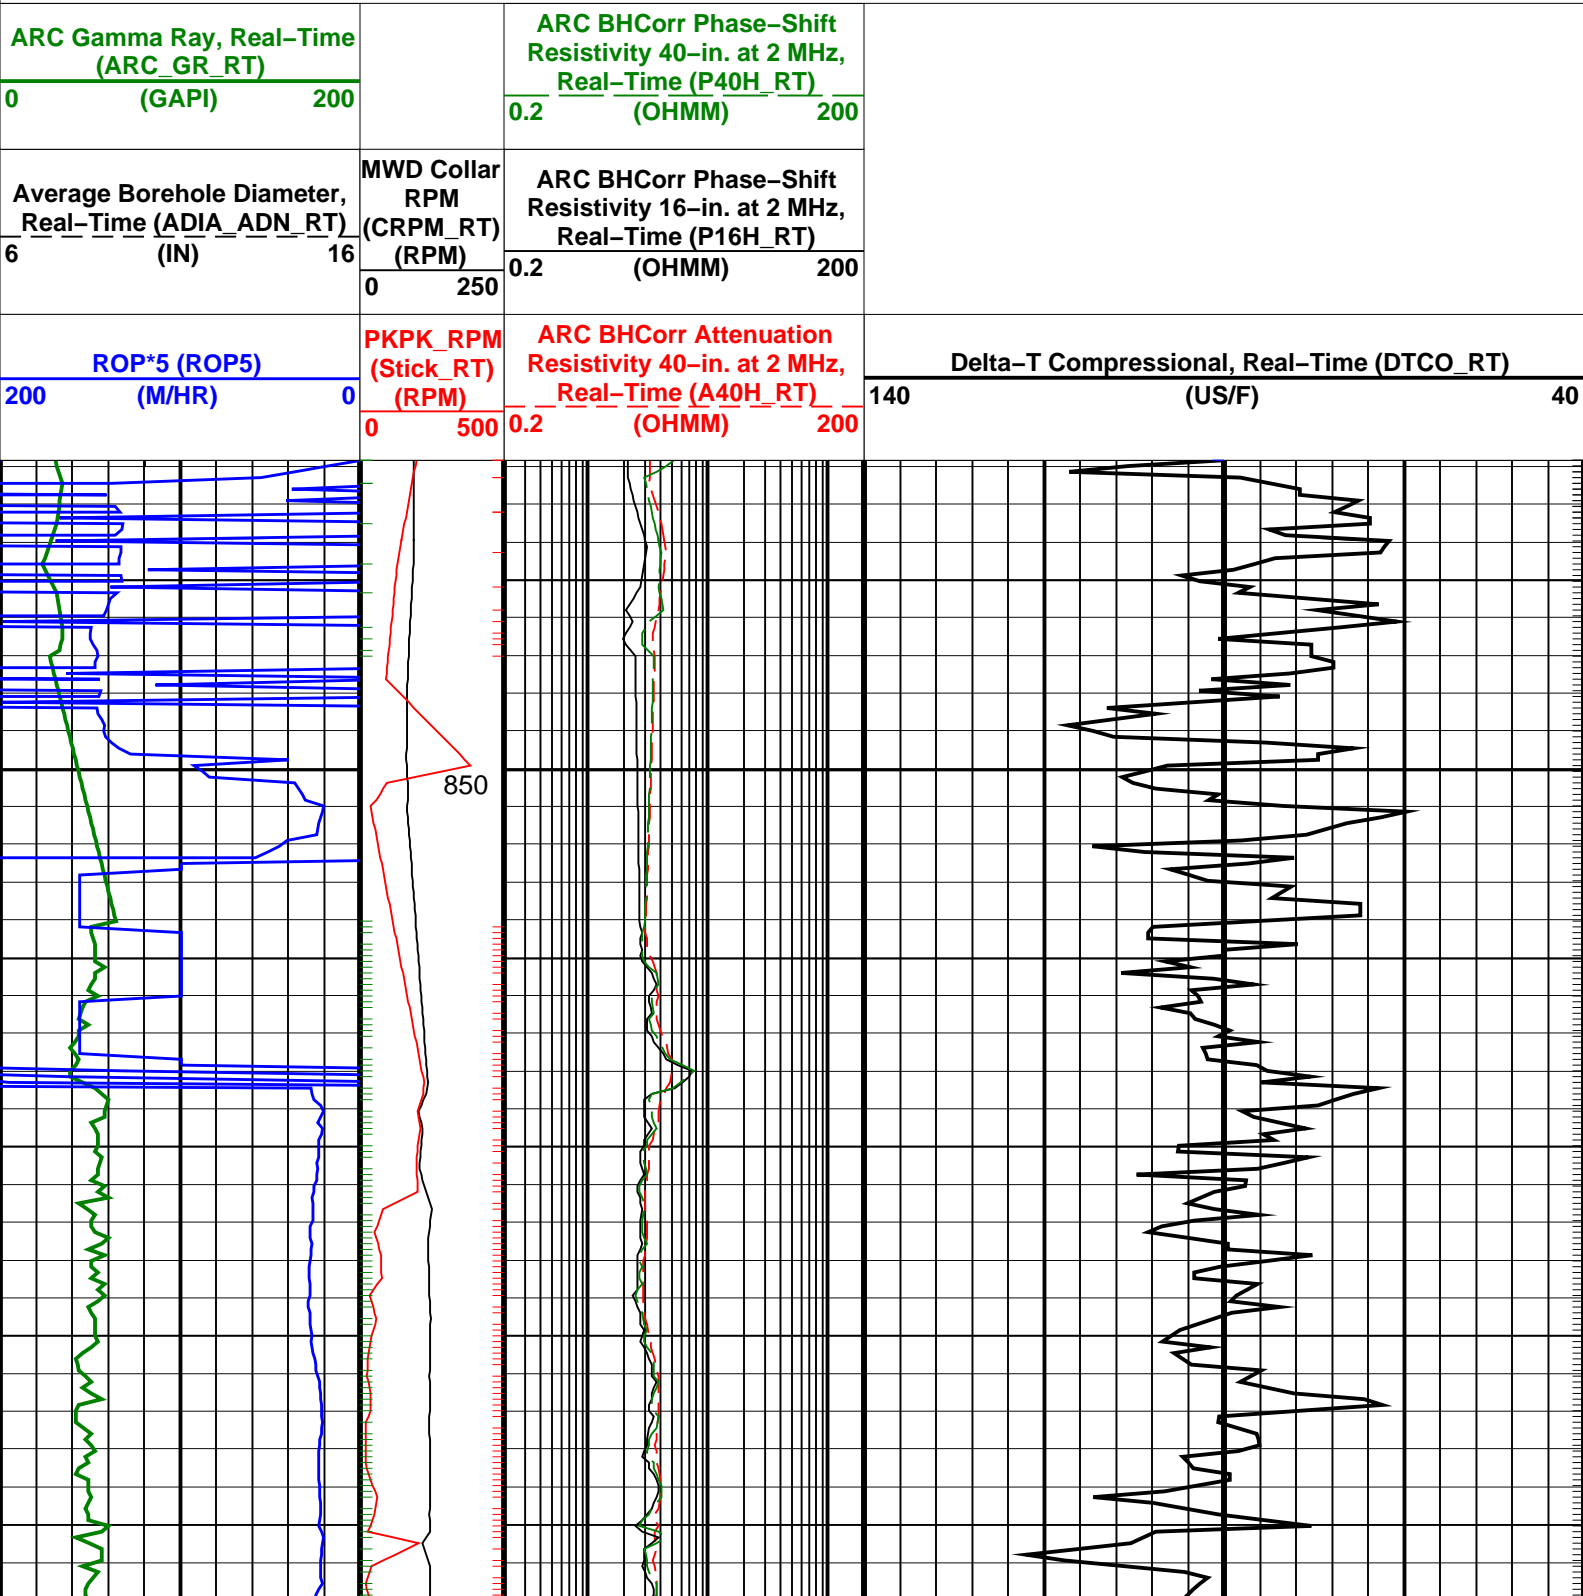 ARC Gamma Ray, Real−Time
(ARC_GR_RT)
0 (GAPI) 200
Average Borehole Diameter,
Real−Time (ADIA_ADN_RT)
6 (IN) 16
ROP*5 (ROP5)
200 (M/HR) 0
MWD Collar
RPM
(CRPM_RT)
(RPM)
0 250
PKPK_RPM
(Stick_RT)
(RPM)
0 500
ARC BHCorr Phase−Shift
Resistivity 40−in. at 2 MHz,
Real−Time (P40H_RT)
0.2 (OHMM) 200
ARC BHCorr Phase−Shift
Resistivity 16−in. at 2 MHz,
Real−Time (P16H_RT)
0.2 (OHMM) 200
ARC BHCorr Attenuation
Resistivity 40−in. at 2 MHz,
Real−Time (A40H_RT)
0.2 (OHMM) 200
Delta−T Compressional, Real−Time (DTCO_RT)
140 (US/F) 40
850